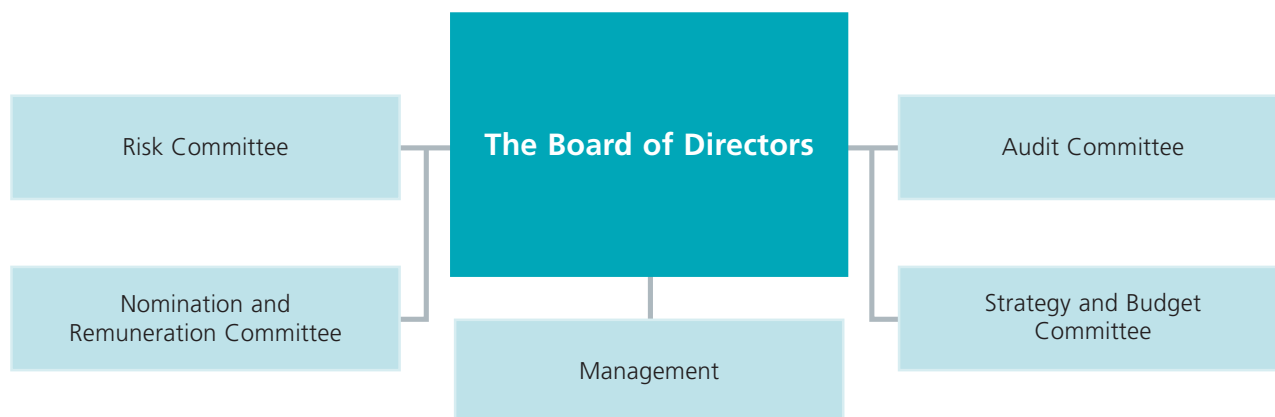 The Board of Directors
Risk Committee
Audit Committee
Nomination and
Remuneration Committee
Strategy and Budget
Committee
Management